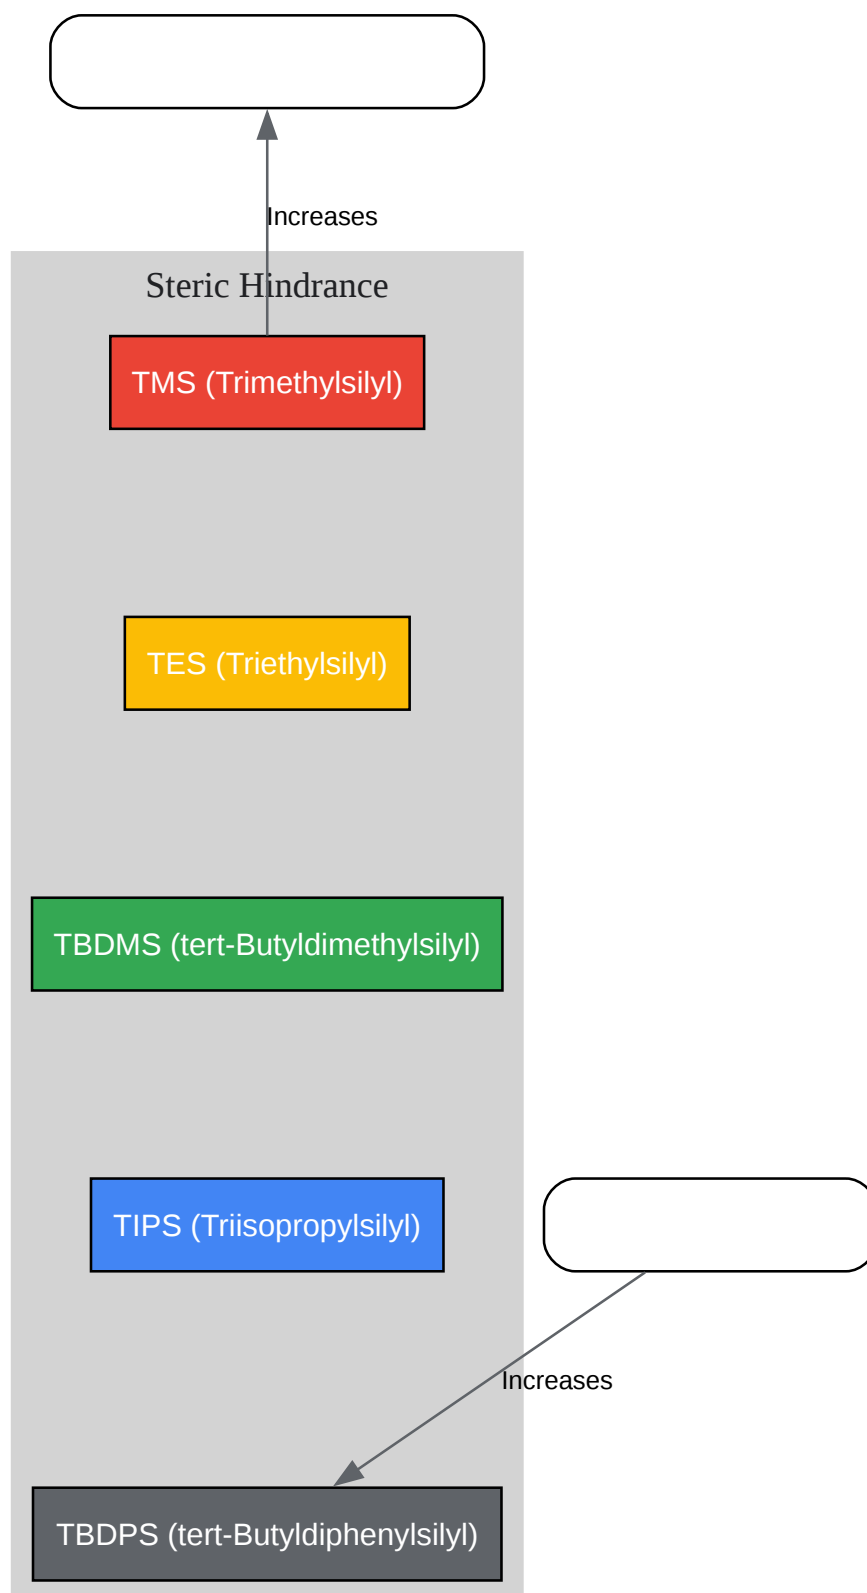 Increases
Steric Hindrance
TMS (Trimethylsilyl)
TES (Triethylsilyl)
TBDMS (tert-Butyldimethylsilyl)
TIPS (Triisopropylsilyl)
Increases
TBDPS (tert-Butyldiphenylsilyl)